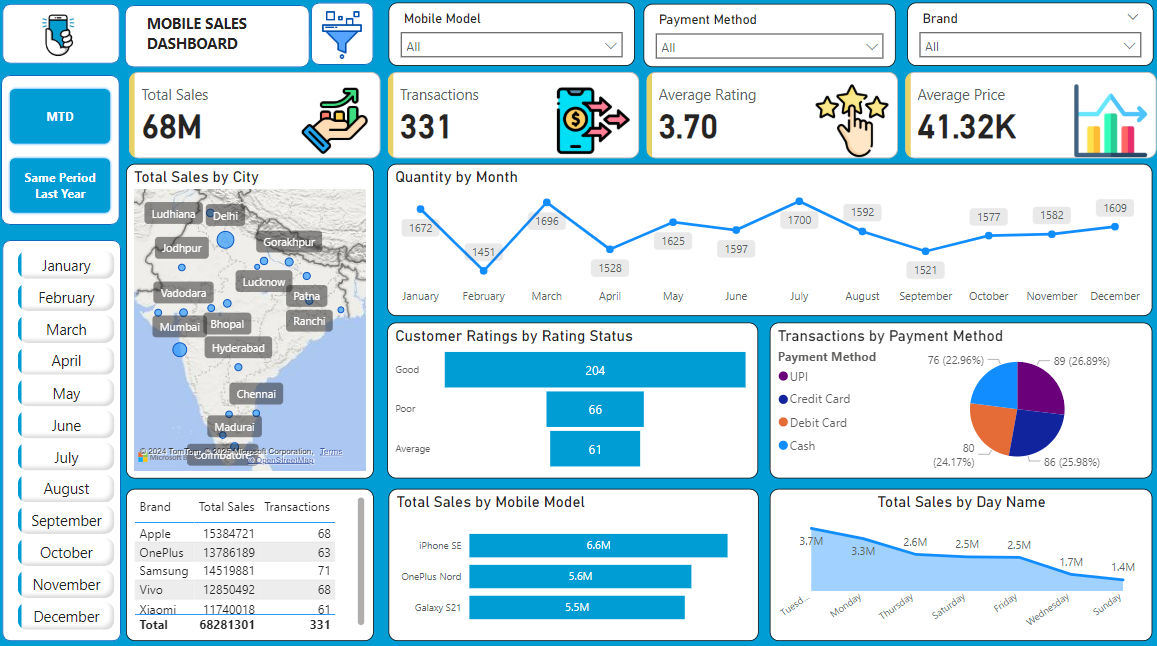 MOBILE SALES
DASHBOARD
Mobile Model
All
Payment Method
All
Brand
All
MTD
Same Period
Last Year
Total Sales
68M
Transactions
331
Average Rating
3.70
Average Price
41.32K
January
February
March
April
May
June
July
August
September
October
November
December
Total Sales by City
Ludhiana
Delhi
Jodhpur
Gorakhpur
Lucknow
Vadodara
Patna
Mumbai
Bhopal
Ranchi
Hyderabad
Chennai
Madurai
Coimbatore
© 2024 TomTom, © 2025 Microsoft Corporation, Terms
© OpenStreetMap
Quantity by Month
1672
1451
1696
1528
1625
1597
1700
1592
1521
1577
1582
1609
January February March April May June July August September October November December
Customer Ratings by Rating Status
Good 204
Poor 66
Average 61
Transactions by Payment Method
Payment Method
UPI
Credit Card
Debit Card
Cash
76 (22.96%)
89 (26.89%)
80
(24.17%)
86 (25.98%)
Brand Total Sales Transactions
Apple 15384721 68
OnePlus 13786189 63
Samsung 14519881 71
Vivo 12850492 68
Xiaomi 11740018 61
Total 68281301 331
Total Sales by Mobile Model
iPhone SE 6.6M
OnePlus Nord 5.6M
Galaxy S21 5.5M
Total Sales by Day Name
3.7M
3.3M
2.6M
2.5M
2.5M
1.7M
1.4M
Tuesd... Monday Thursday Saturday Friday Wednesday Sunday